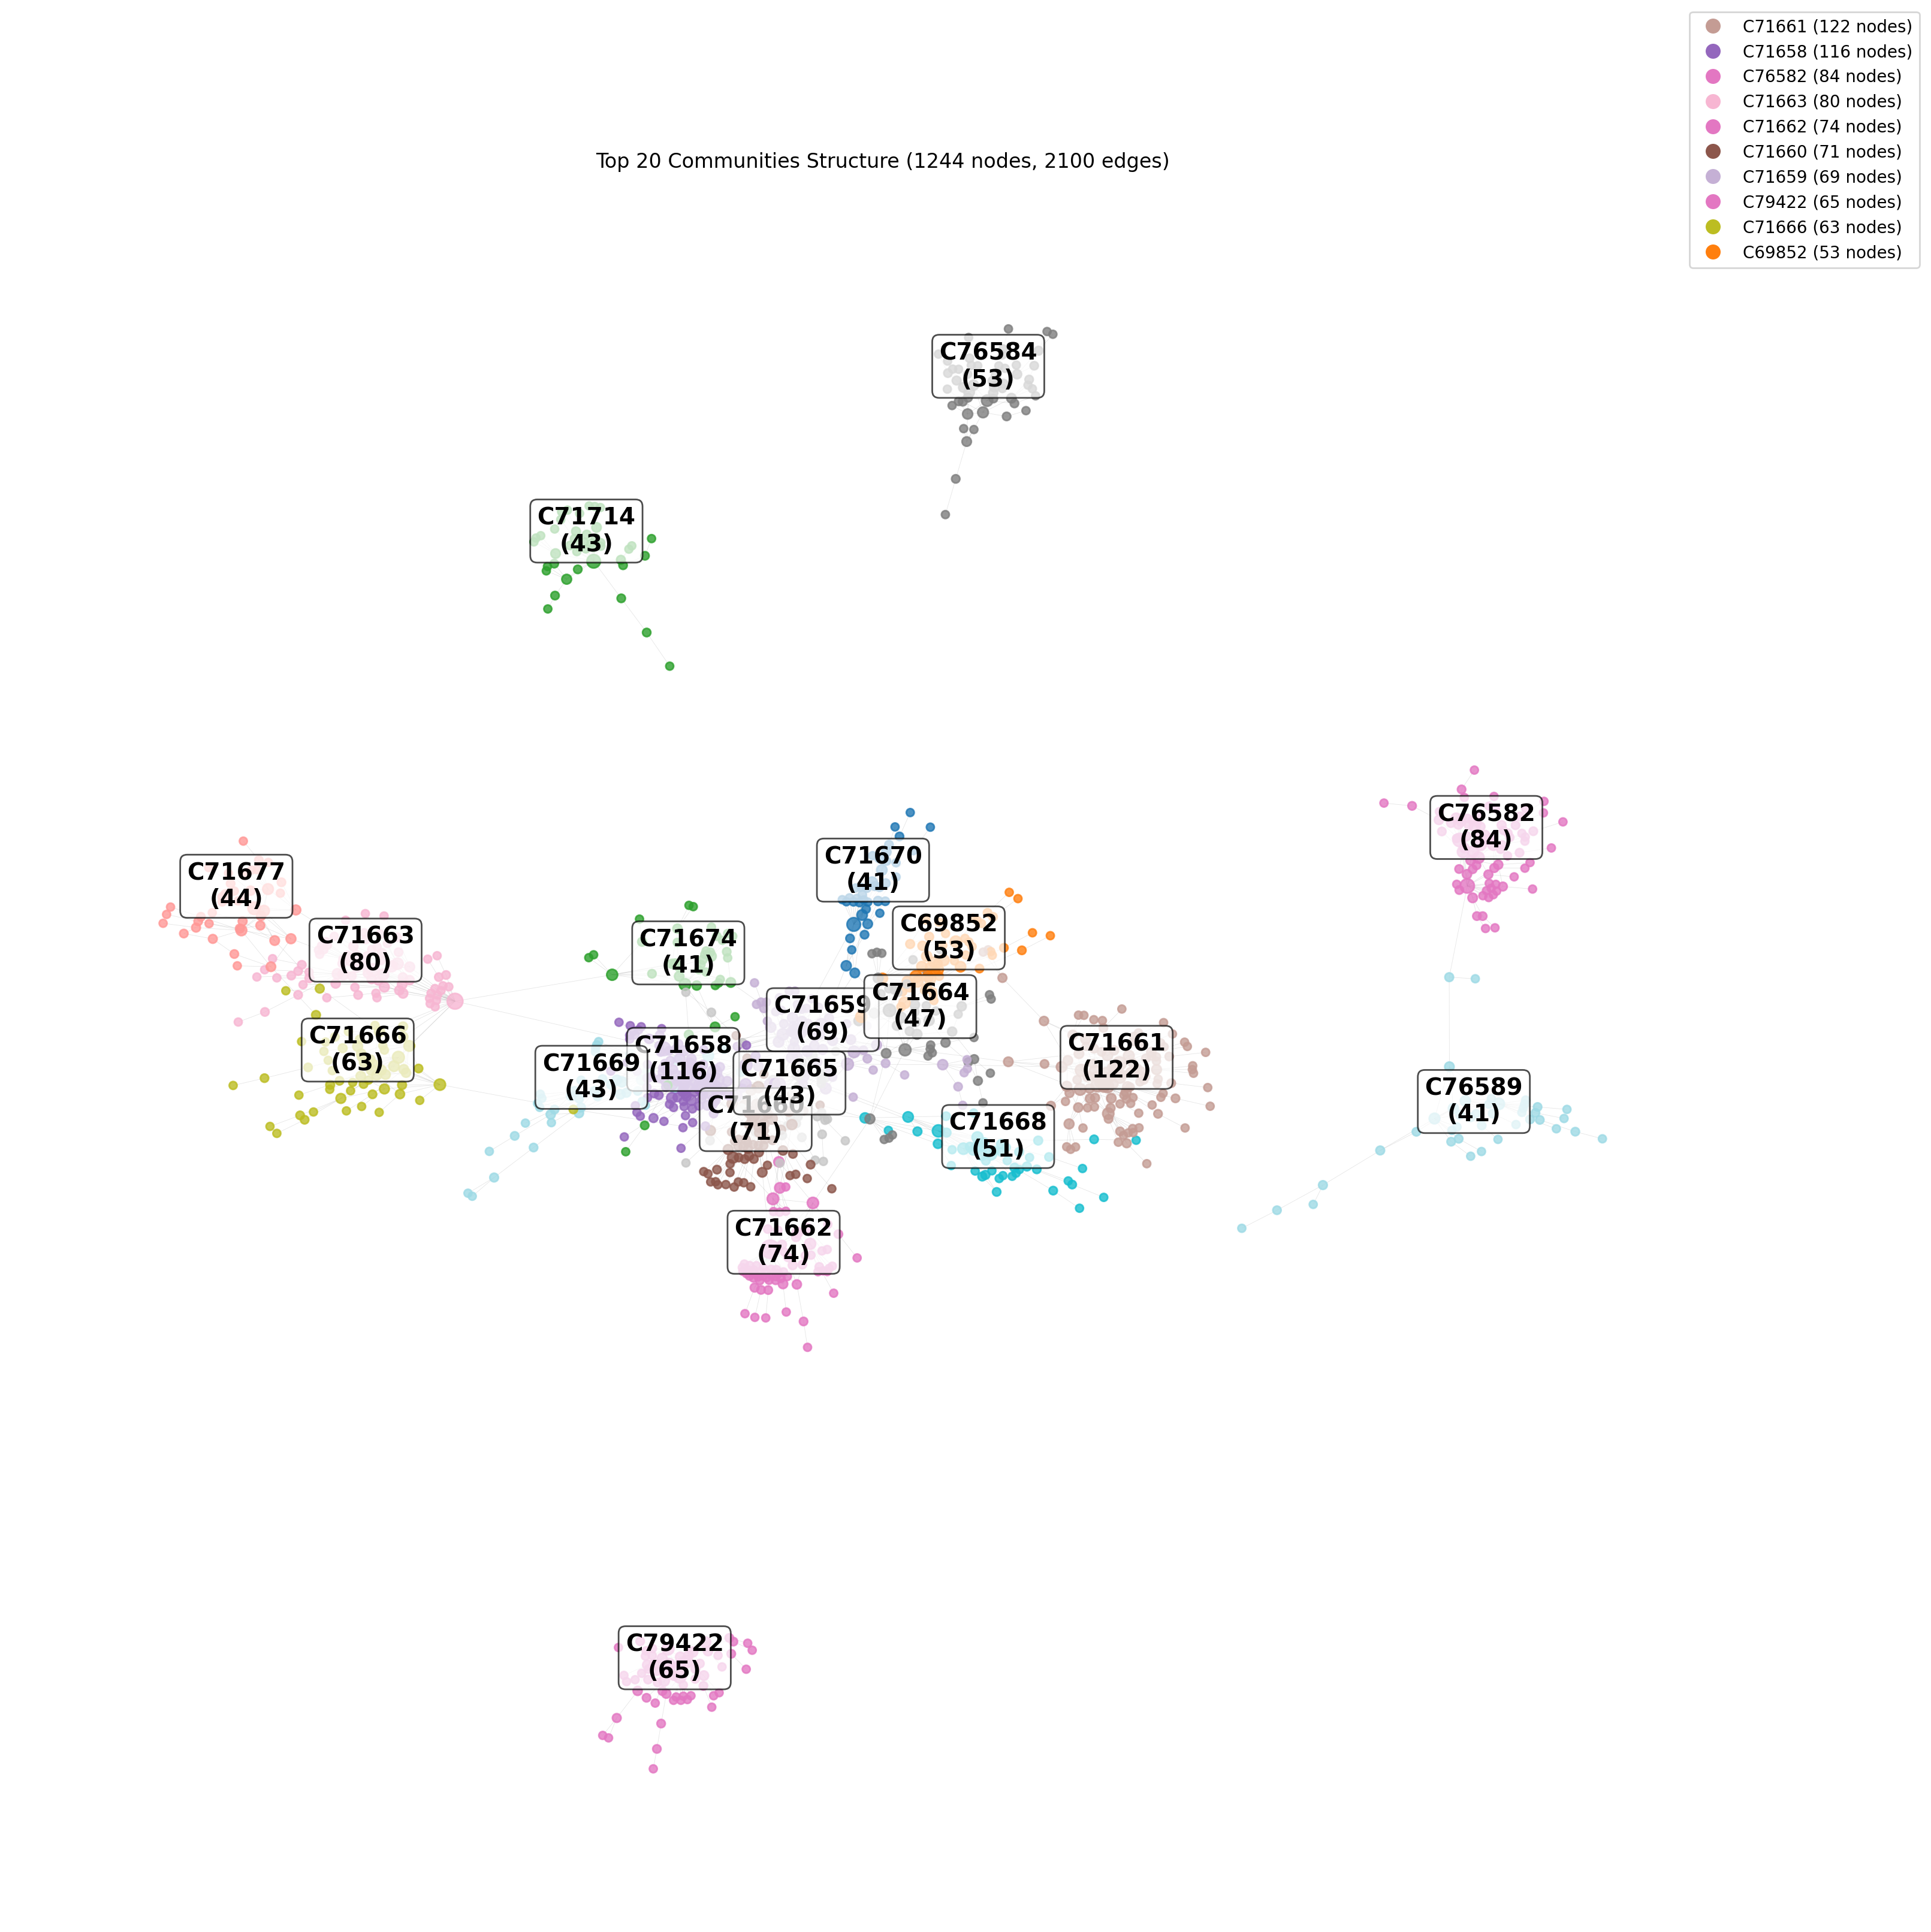 C71661 (122 nodes)
C71658 (116 nodes)
C76582 (84 nodes)
C71663 (80 nodes)
C71662 (74 nodes)
C71660 (71 nodes)
C71659 (69 nodes)
C79422 (65 nodes)
C71666 (63 nodes)
C69852 (53 nodes)
Top 20 Communities Structure (1244 nodes, 2100 edges)
C76584
(53)
C71714
(43)
C76582
(84)
C71670
(41)
C71677
(44)
C69852
(53)
C71663
(80)
C71674
(41)
C71664
(47)
C71659
(69)
C71666
(63)
C71658
(116)
C71661
(122)
C71669
(43)
C71665
(43)
C76589
(41)
C71660
(71)
C71668
(51)
C71662
(74)
C79422
(65)